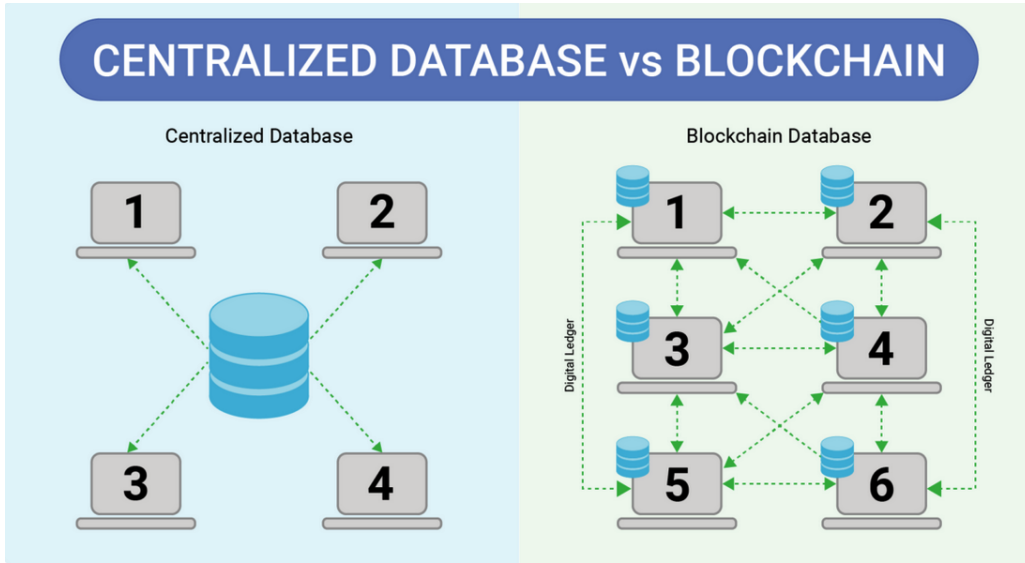 CENTRALIZED DATABASE vs BLOCKCHAIN
Centralized Database
1
2
3
4
Blockchain Database
1
2
3
4
5
6
Digital Ledger
Digital Ledger